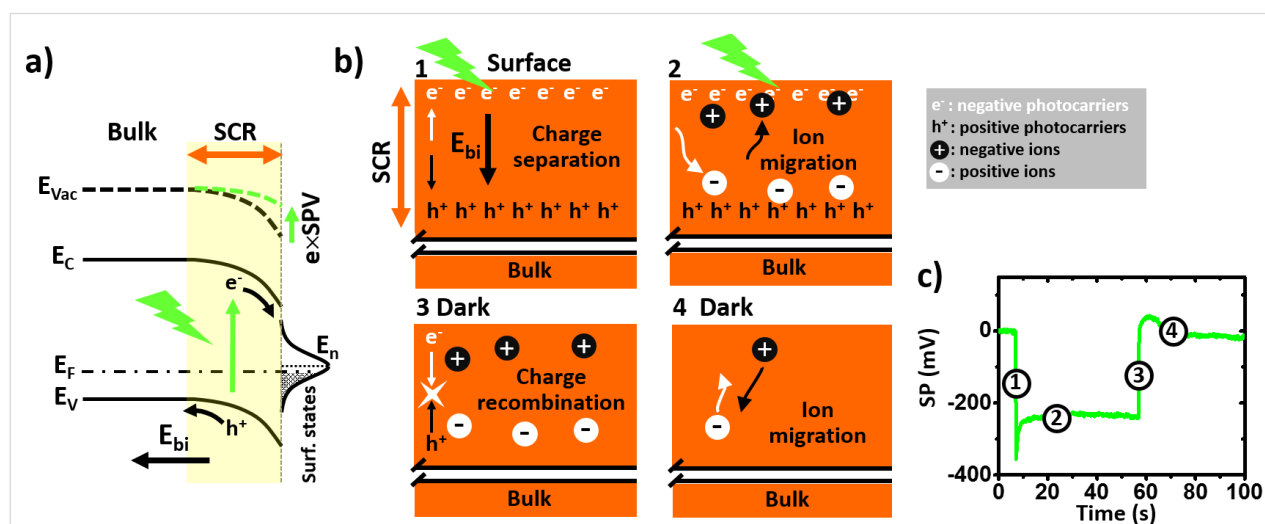 a)
Bulk SCR
E_Vac
e×SPV
E_C
e⁻
E_n
E_F
E_V
h⁺
E_bi
Surf. states
b)
1 Surface
e⁻ e⁻ e⁻ e⁻ e⁻ e⁻ e⁻
SCR
E_bi
Charge
separation
h⁺ h⁺ h⁺ h⁺ h⁺ h⁺ h⁺
Bulk
2
e⁻ e⁻ e⁻ e⁻ e⁻ e⁻ e⁻
+ + +
Ion
migration
- - -
h⁺ h⁺ h⁺ h⁺ h⁺ h⁺ h⁺
Bulk
3 Dark
e⁻
+ + +
Charge
recombination
h⁺
- - -
Bulk
4 Dark
+
-
Ion
migration
Bulk
e⁻ : negative photocarriers
h⁺ : positive photocarriers
+ : negative ions
- : positive ions
c)
SP (mV)
0
-200
-400
1
2
3
4
0 20 40 60 80 100
Time (s)